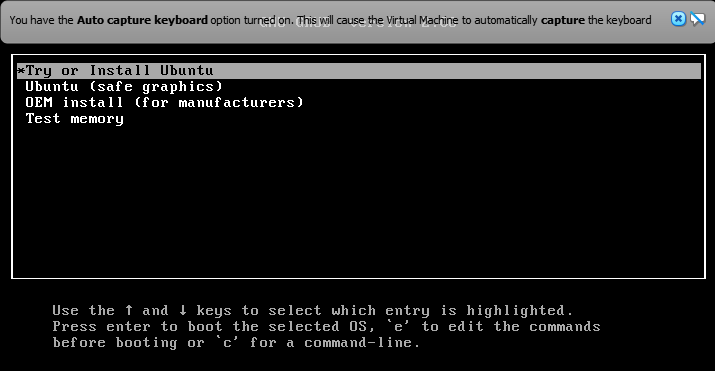 You have the Auto capture keyboard option turned on. This will cause the Virtual Machine to automatically capture the keyboard
*Try or Install Ubuntu
Ubuntu (safe graphics)
OEM install (for manufacturers)
Test memory
Use the ↑ and ↓ keys to select which entry is highlighted.
Press enter to boot the selected OS, `e' to edit the commands
before booting or `c' for a command-line.